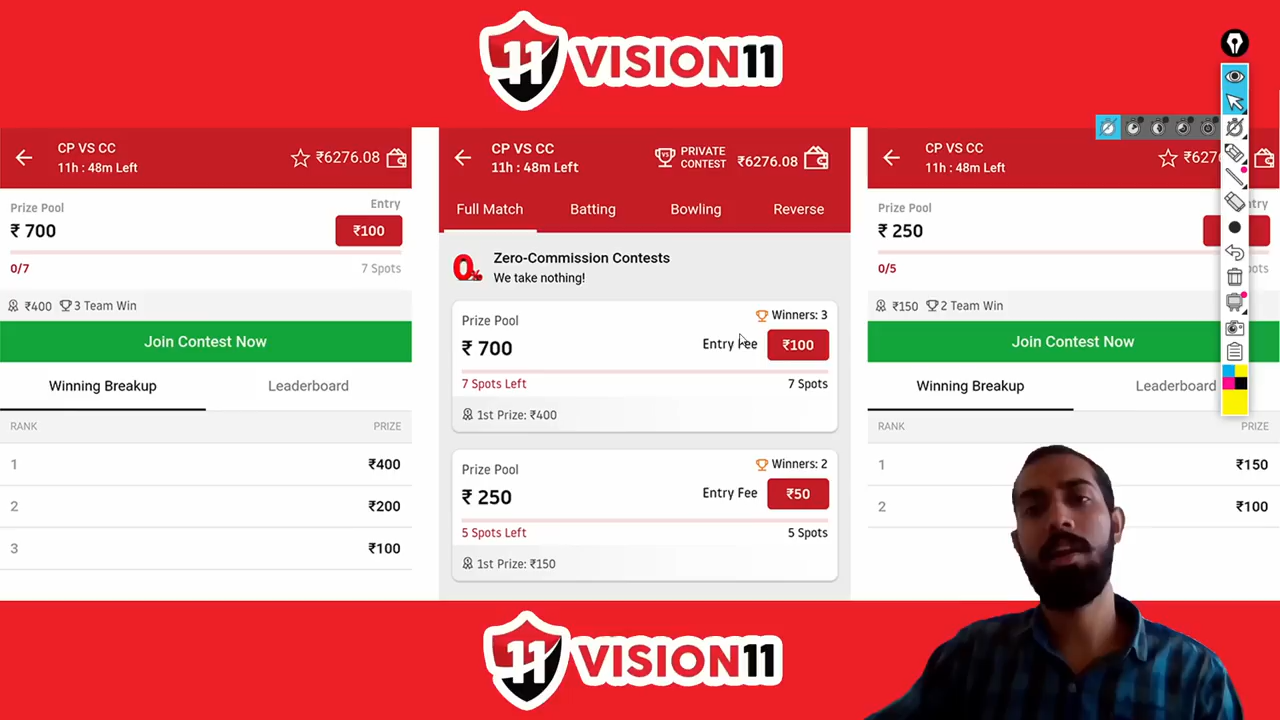 11 VISION11
CP VS CC
11h : 48m Left
₹6276.08
Prize Pool
Entry
₹ 700
₹100
0/7
7 Spots
₹400 3 Team Win
Join Contest Now
Winning Breakup
Leaderboard
RANK
PRIZE
1
₹400
2
₹200
3
₹100
CP VS CC
11h : 48m Left
PRIVATE
CONTEST
₹6276.08
Full Match
Batting
Bowling
Reverse
0%
Zero-Commission Contests
We take nothing!
Prize Pool
Winners: 3
₹ 700
Entry Fee
₹100
7 Spots Left
7 Spots
1st Prize: ₹400
Prize Pool
Winners: 2
₹ 250
Entry Fee
₹50
5 Spots Left
5 Spots
1st Prize: ₹150
CP VS CC
11h : 48m Left
Prize Pool
₹ 250
0/5
₹150 2 Team Win
Join Contest Now
Winning Breakup
Leaderboard
RANK
PRIZE
1
₹150
2
₹100
11 VISION11